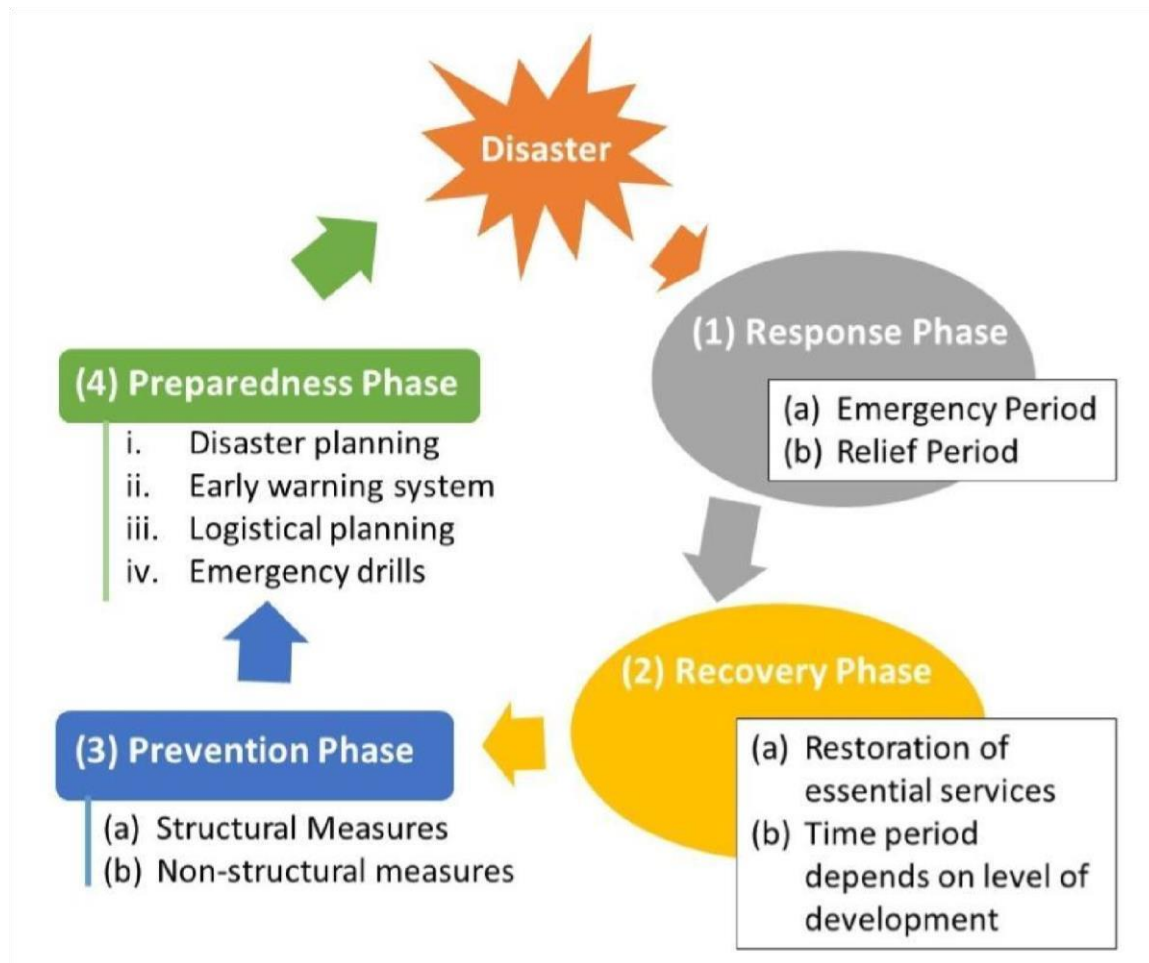 Disaster
(1) Response Phase
(a) Emergency Period
(b) Relief Period
(2) Recovery Phase
(a) Restoration of
essential services
(b) Time period
depends on level of
development
(3) Prevention Phase
(a) Structural Measures
(b) Non-structural measures
(4) Preparedness Phase
i. Disaster planning
ii. Early warning system
iii. Logistical planning
iv. Emergency drills